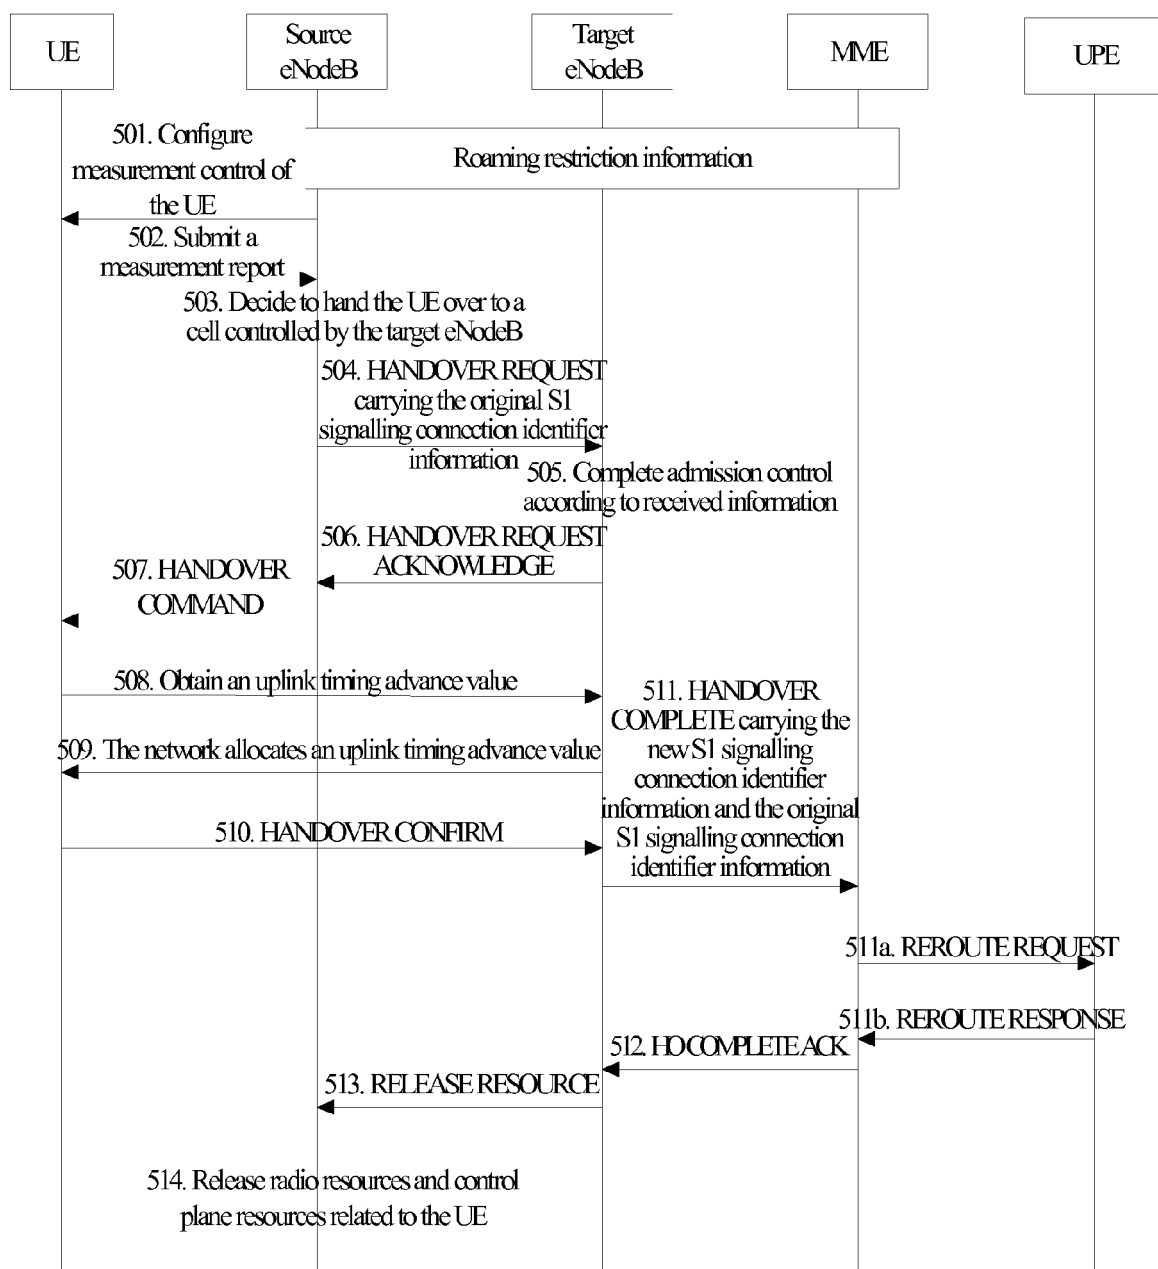 UE
Source
eNodeB
Target
eNodeB
MME
UPE
501. Configure
measurement control of
the UE
Roaming restriction information
502. Submit a
measurement report
503. Decide to hand the UE over to a
cell controlled by the target eNodeB
504. HANDOVER REQUEST
carrying the original S1
signalling connection identifier
information
505. Complete admission control
according to received information
506. HANDOVER REQUEST
ACKNOWLEDGE
507. HANDOVER
COMMAND
508. Obtain an uplink timing advance value
509. The network allocates an uplink timing advance value
510. HANDOVER CONFIRM
511. HANDOVER
COMPLETE carrying the
new S1 signalling
connection identifier
information and the original
S1 signalling connection
identifier information
511a. REROUTE REQUEST
511b. REROUTE RESPONSE
512. HO COMPLETE ACK
513. RELEASE RESOURCE
514. Release radio resources and control
plane resources related to the UE